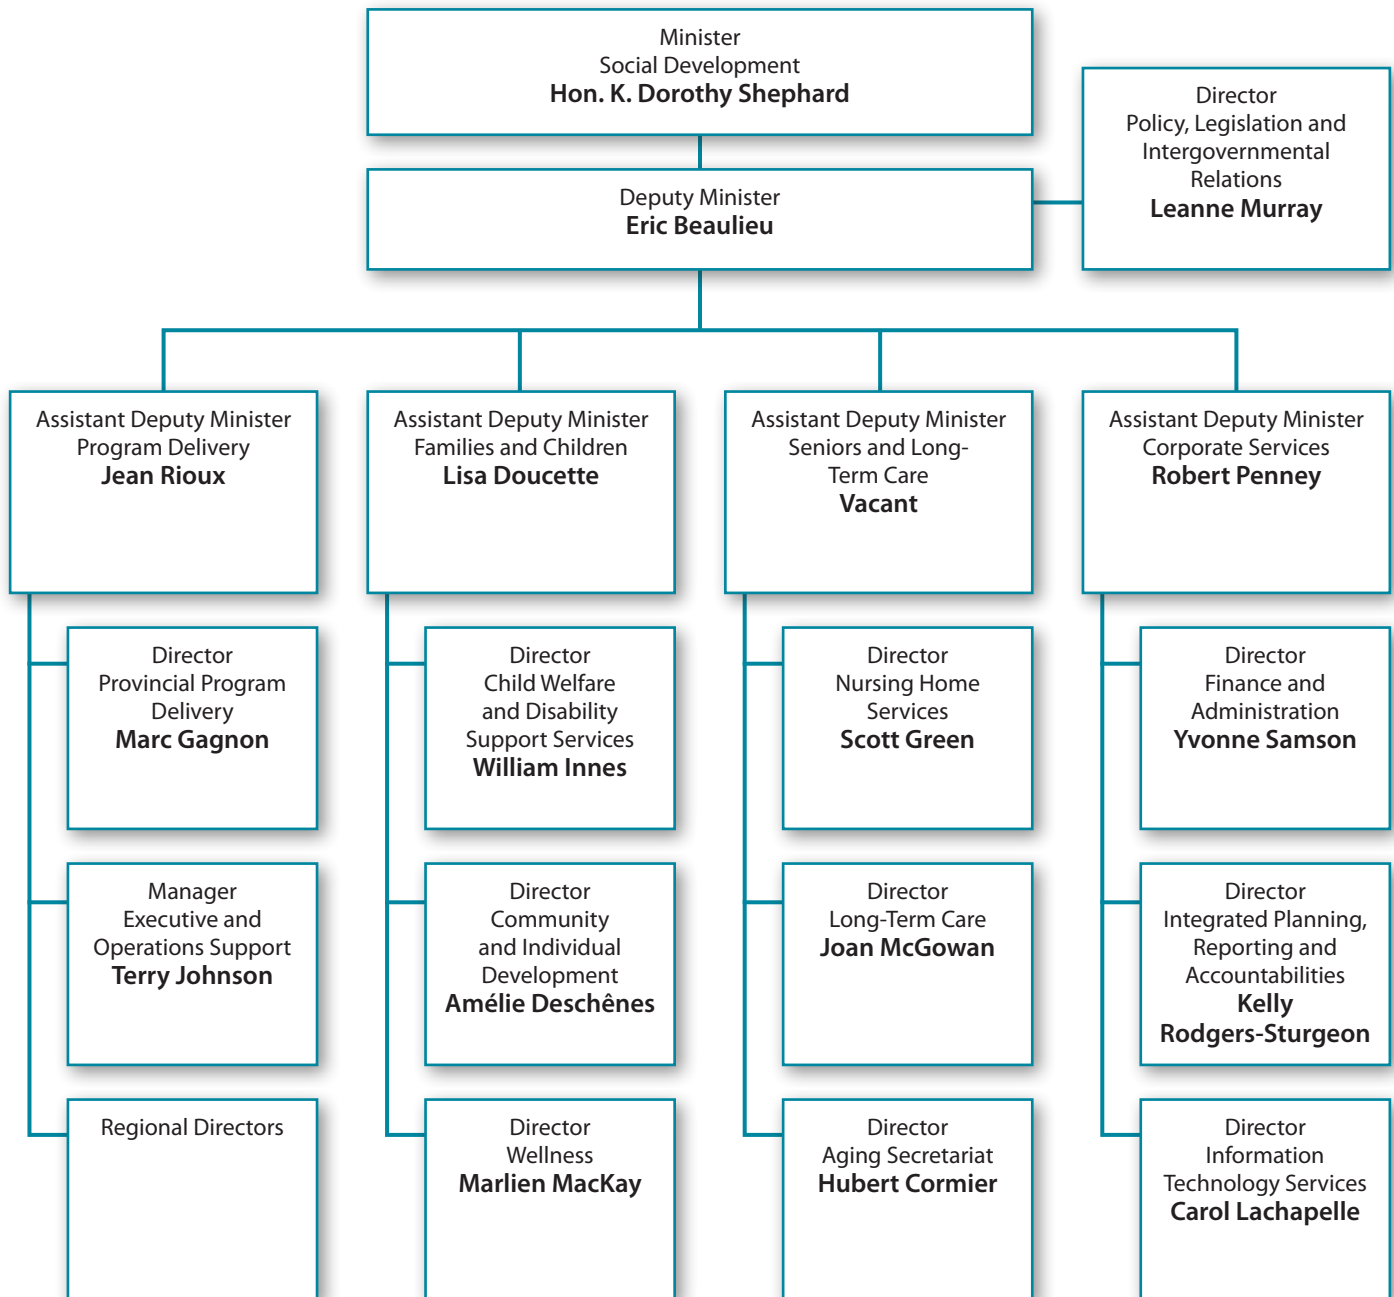 Minister
Social Development
Hon. K. Dorothy Shephard
Director
Policy, Legislation and
Intergovernmental
Relations
Leanne Murray
Deputy Minister
Eric Beaulieu
Assistant Deputy Minister
Program Delivery
Jean Rioux
Assistant Deputy Minister
Families and Children
Lisa Doucette
Assistant Deputy Minister
Seniors and Long-
Term Care
Vacant
Assistant Deputy Minister
Corporate Services
Robert Penney
Director
Provincial Program
Delivery
Marc Gagnon
Director
Child Welfare
and Disability
Support Services
William Innes
Director
Nursing Home
Services
Scott Green
Director
Finance and
Administration
Yvonne Samson
Manager
Executive and
Operations Support
Terry Johnson
Director
Community
and Individual
Development
Amélie Deschênes
Director
Long-Term Care
Joan McGowan
Director
Integrated Planning,
Reporting and
Accountabilities
Kelly
Rodgers-Sturgeon
Regional Directors
Director
Wellness
Marlien MacKay
Director
Aging Secretariat
Hubert Cormier
Director
Information
Technology Services
Carol Lachapelle